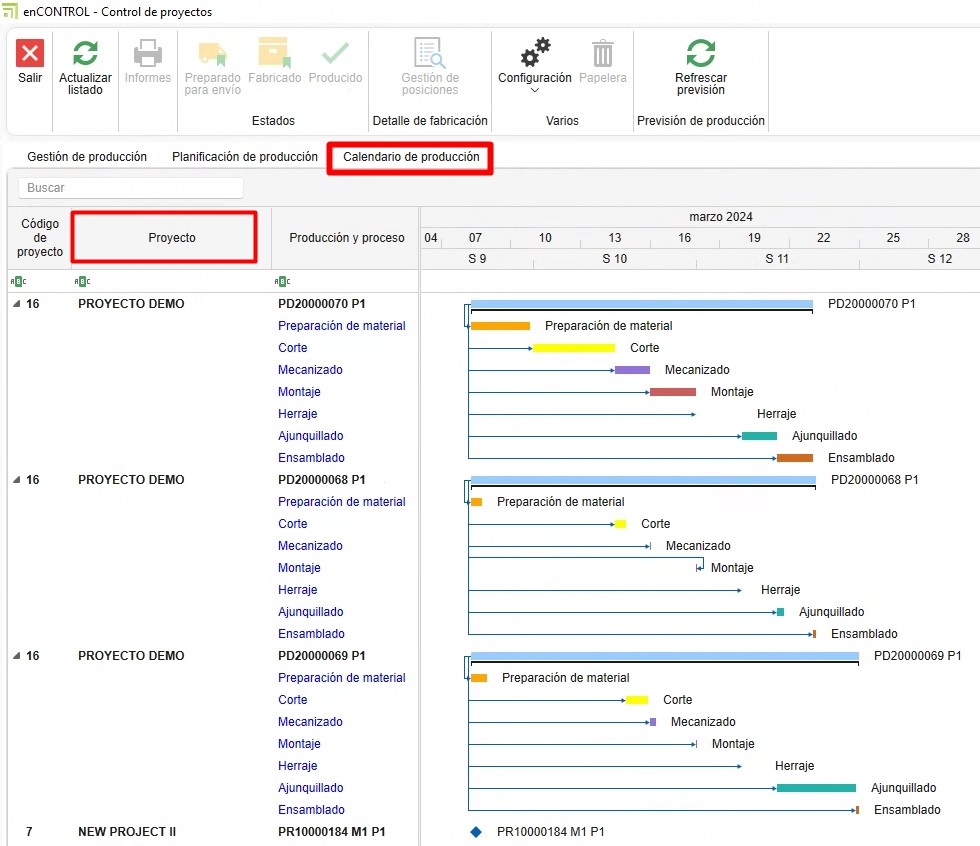 enCONTROL - Control de proyectos
Salir
Actualizar
listado
Informes
Preparado
para envío
Fabricado
Producido
Estados
Gestión de
posiciones
Detalle de fabricación
Configuración
Papelera
Varios
Refrescar
previsión
Previsión de producción
Gestión de producción
Planificación de producción
Calendario de producción
Buscar
Código
de
proyecto
Proyecto
Producción y proceso
marzo 2024
04 07 10 13 16 19 22 25 28
S 9 S 10 S 11 S 12
ABC ABC ABC
16 PROYECTO DEMO PD20000070 P1 PD20000070 P1
Preparación de material Preparación de material
Corte Corte
Mecanizado Mecanizado
Montaje Montaje
Herraje Herraje
Ajunquillado Ajunquillado
Ensamblado Ensamblado
16 PROYECTO DEMO PD20000068 P1 PD20000068 P1
Preparación de material Preparación de material
Corte Corte
Mecanizado Mecanizado
Montaje Montaje
Herraje Herraje
Ajunquillado Ajunquillado
Ensamblado Ensamblado
16 PROYECTO DEMO PD20000069 P1 PD20000069 P1
Preparación de material Preparación de material
Corte Corte
Mecanizado Mecanizado
Montaje Montaje
Herraje Herraje
Ajunquillado Ajunquillado
Ensamblado Ensamblado
7 NEW PROJECT II PR10000184 M1 P1 PR10000184 M1 P1